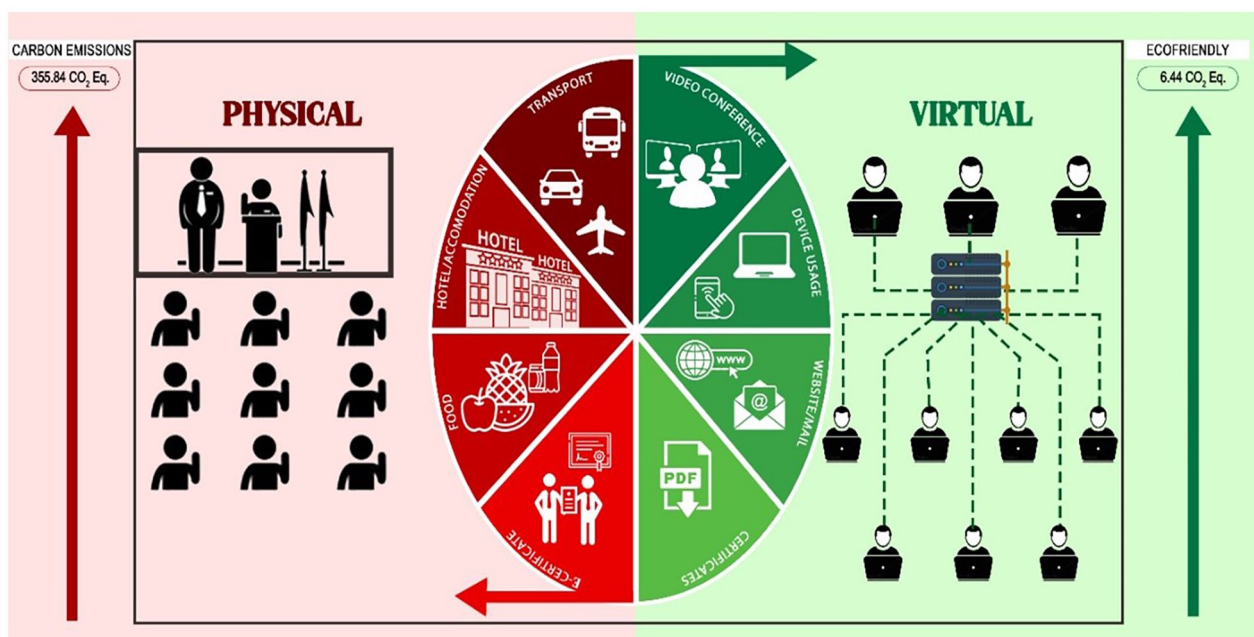 CARBON EMISSIONS
355.84 CO₂ Eq.
ECOFRIENDLY
6.44 CO₂ Eq.
PHYSICAL
VIRTUAL
TRANSPORT
VIDEO CONFERENCE
HOTEL/ACCOMODATION
HOTEL
HOTEL
DEVICE USAGE
FOOD
WWW
@
WEBSITE/MAIL
E-CERTIFICATE
PDF
CERTIFICATES